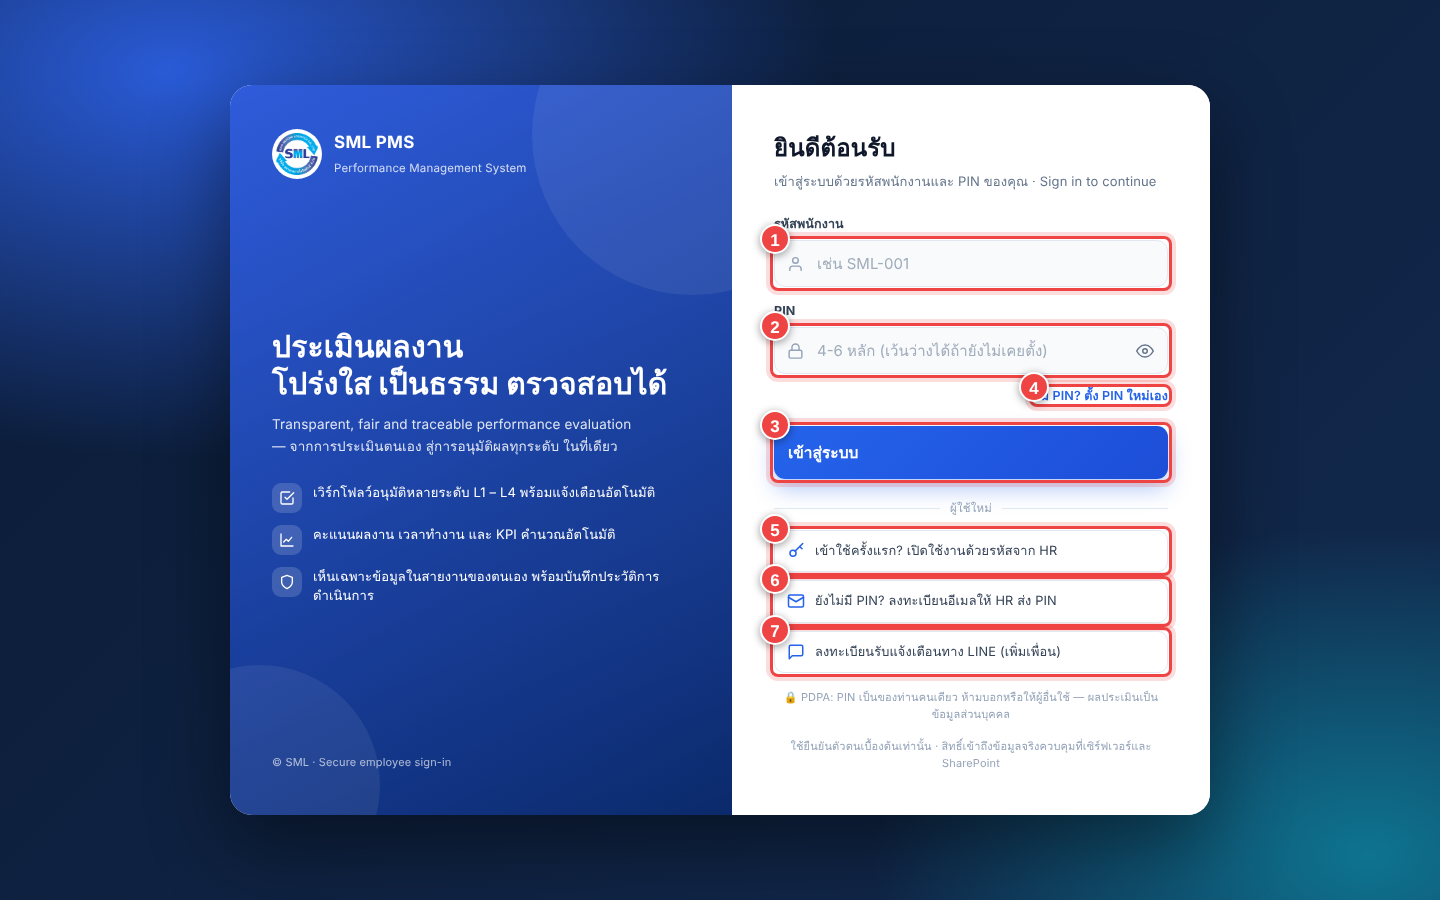 SML
SML PMS
Performance Management System
ประเมินผลงาน
โปร่งใส เป็นธรรม ตรวจสอบได้
Transparent, fair and traceable performance evaluation
— จากการประเมินตนเอง สู่การอนุมัติผลทุกระดับ ในที่เดียว
เวิร์กโฟลว์อนุมัติหลายระดับ L1 – L4 พร้อมแจ้งเตือนอัตโนมัติ
คะแนนผลงาน เวลาทำงาน และ KPI คำนวณอัตโนมัติ
เห็นเฉพาะข้อมูลในสายงานของตนเอง พร้อมบันทึกประวัติการ
ดำเนินการ
© SML · Secure employee sign-in
ยินดีต้อนรับ
เข้าสู่ระบบด้วยรหัสพนักงานและ PIN ของคุณ · Sign in to continue
รหัสพนักงาน
1
เช่น SML-001
PIN
2
4-6 หลัก (เว้นว่างได้ถ้ายังไม่เคยตั้ง)
4
PIN? ตั้ง PIN ใหม่เอง
3
เข้าสู่ระบบ
ผู้ใช้ใหม่
5
เข้าใช้ครั้งแรก? เปิดใช้งานด้วยรหัสจาก HR
6
ยังไม่มี PIN? ลงทะเบียนอีเมลให้ HR ส่ง PIN
7
ลงทะเบียนรับแจ้งเตือนทาง LINE (เพิ่มเพื่อน)
🔒 PDPA: PIN เป็นของท่านคนเดียว ห้ามบอกหรือให้ผู้อื่นใช้ — ผลประเมินเป็น
ข้อมูลส่วนบุคคล
ใช้ยืนยันตัวตนเบื้องต้นเท่านั้น · สิทธิ์เข้าถึงข้อมูลจริงควบคุมที่เซิร์ฟเวอร์และ
SharePoint